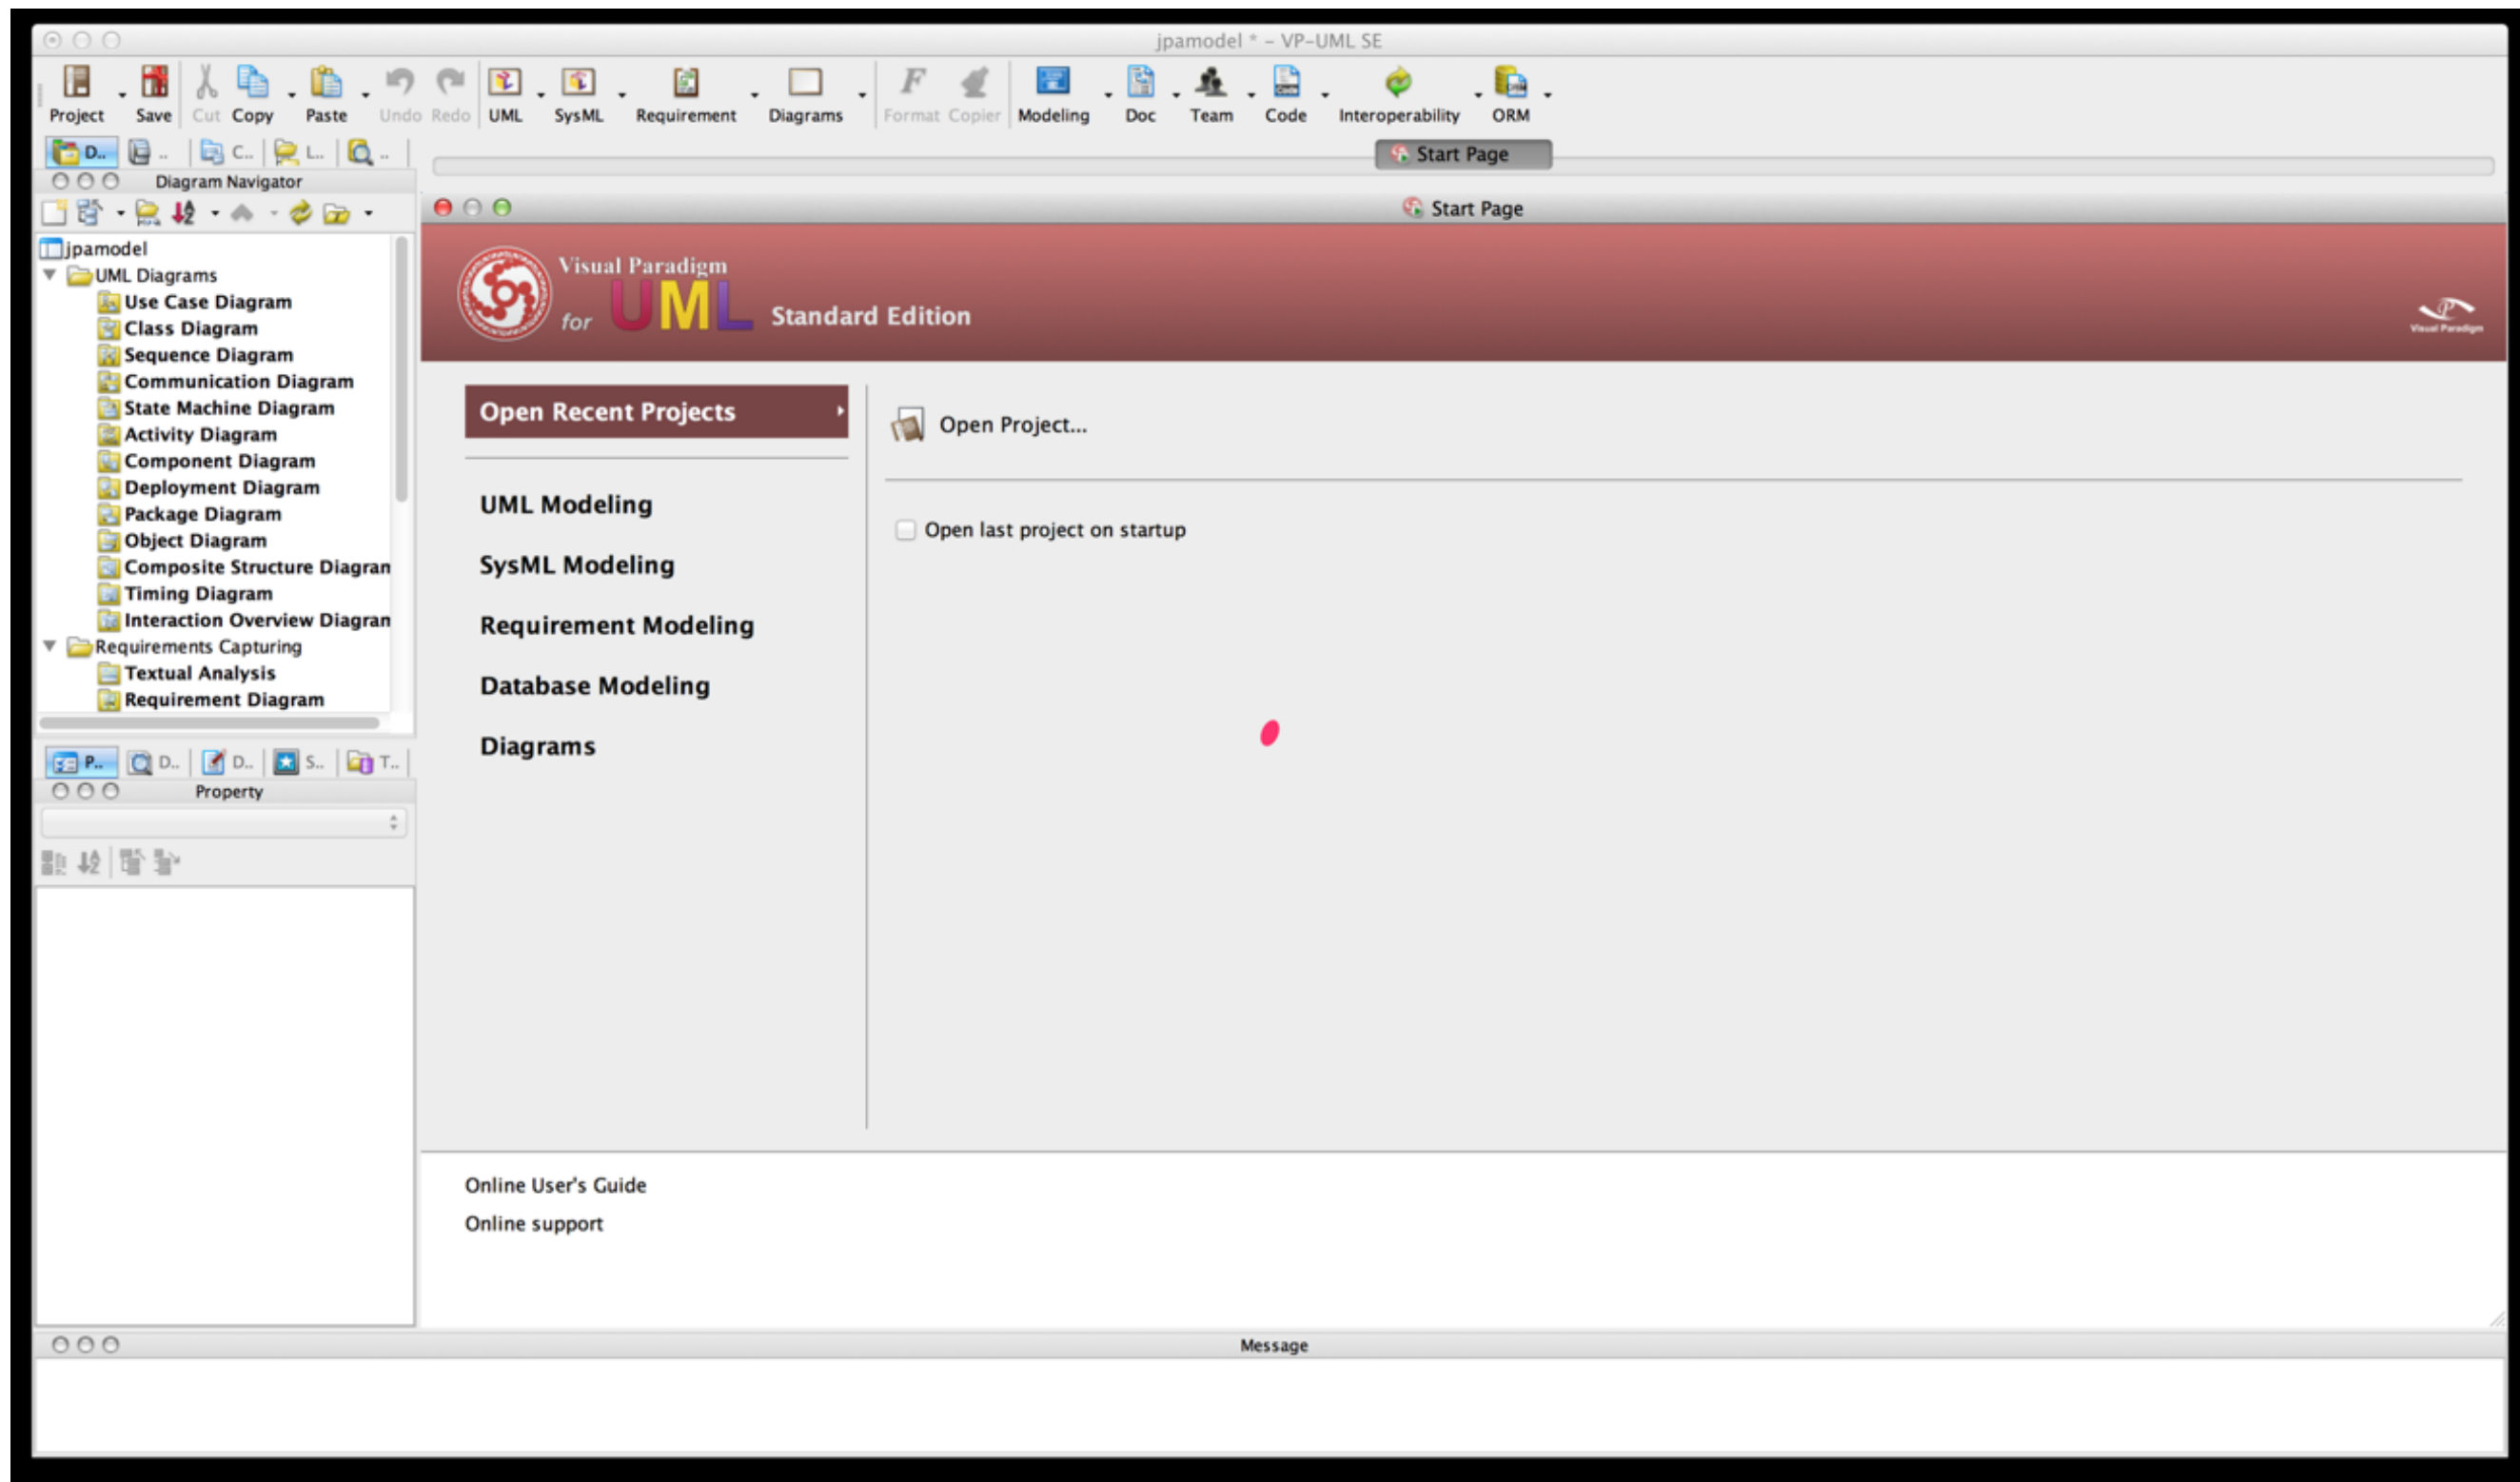 jpamodel * – VP-UML SE
Project Save Cut Copy Paste Undo Redo UML SysML Requirement Diagrams Format Copier Modeling Doc Team Code Interoperability ORM
D.. .. C.. L.. ..
Start Page
Diagram Navigator
Start Page
jpamodel
UML Diagrams
Use Case Diagram
Class Diagram
Sequence Diagram
Communication Diagram
State Machine Diagram
Activity Diagram
Component Diagram
Deployment Diagram
Package Diagram
Object Diagram
Composite Structure Diagran
Timing Diagram
Interaction Overview Diagran
Requirements Capturing
Textual Analysis
Requirement Diagram
P.. D.. D.. S.. T..
Property
Visual Paradigm
for UML Standard Edition
Visual Paradigm
Open Recent Projects
UML Modeling
SysML Modeling
Requirement Modeling
Database Modeling
Diagrams
Open Project...
Open last project on startup
Online User's Guide
Online support
Message